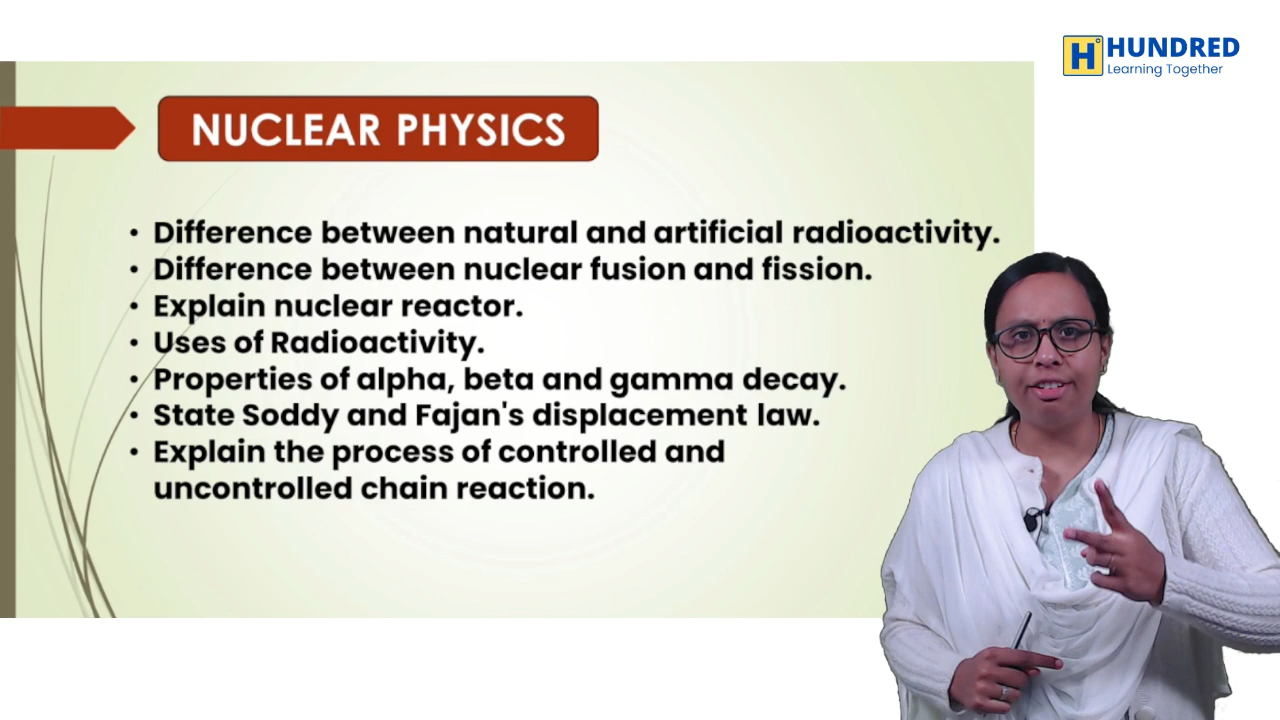 HUNDRED
Learning Together
NUCLEAR PHYSICS
• Difference between natural and artificial radioactivity.
• Difference between nuclear fusion and fission.
• Explain nuclear reactor.
• Uses of Radioactivity.
• Properties of alpha, beta and gamma decay.
• State Soddy and Fajan's displacement law.
• Explain the process of controlled and
uncontrolled chain reaction.